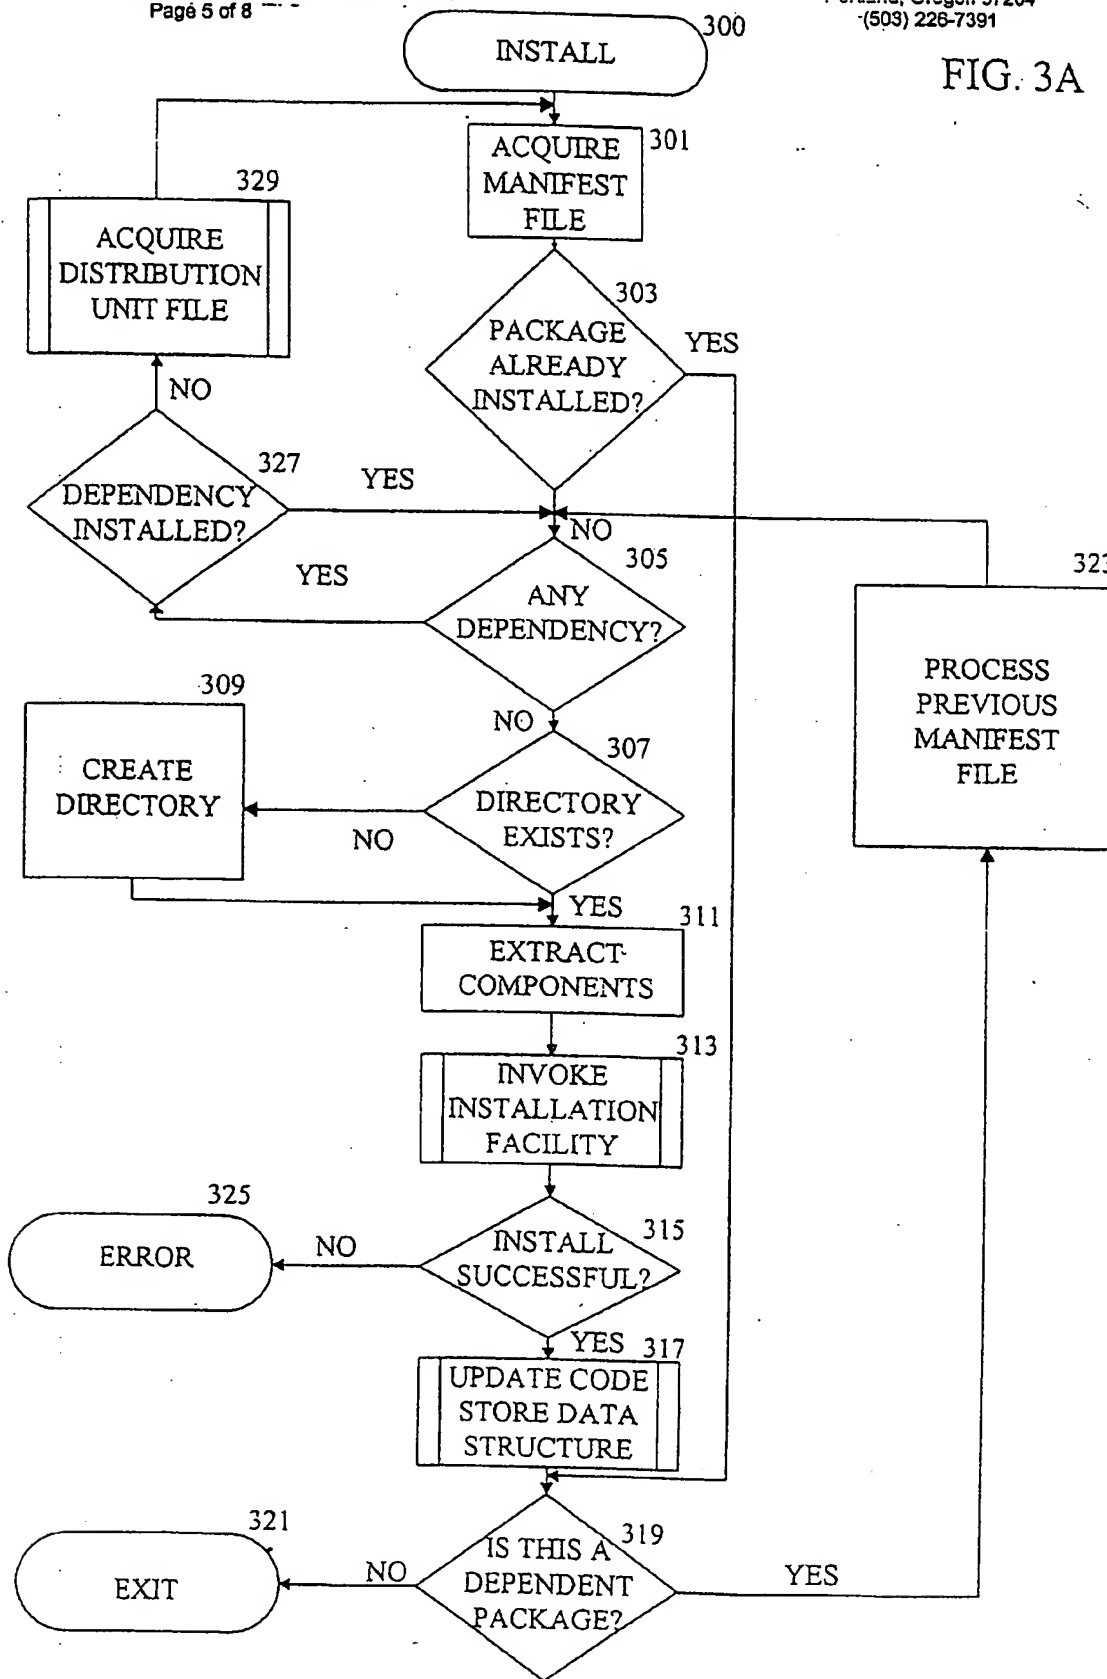 Page 5 of 8
(503) 226-7391
FIG. 3A
INSTALL
300
ACQUIRE
MANIFEST
FILE
301
329
ACQUIRE
DISTRIBUTION
UNIT FILE
303
PACKAGE
ALREADY
INSTALLED?
YES
NO
327
DEPENDENCY
INSTALLED?
YES
NO
305
ANY
DEPENDENCY?
YES
323
PROCESS
PREVIOUS
MANIFEST
FILE
309
CREATE
DIRECTORY
NO
307
DIRECTORY
EXISTS?
NO
YES
311
EXTRACT
COMPONENTS
313
INVOKE
INSTALLATION
FACILITY
325
ERROR
NO
315
INSTALL
SUCCESSFUL?
YES
317
UPDATE CODE
STORE DATA
STRUCTURE
321
EXIT
NO
319
IS THIS A
DEPENDENT
PACKAGE?
YES